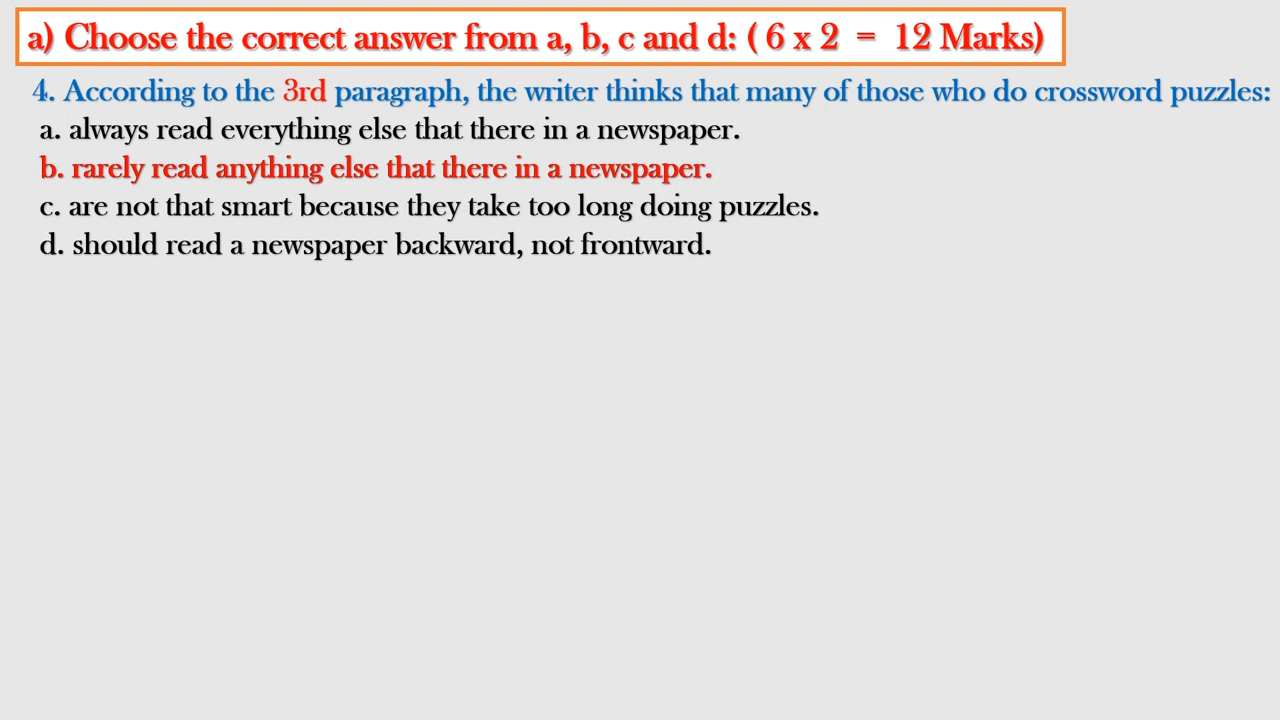 a) Choose the correct answer from a, b, c and d: ( 6 x 2 = 12 Marks)
4. According to the 3rd paragraph, the writer thinks that many of those who do crossword puzzles:
a. always read everything else that there in a newspaper.
b. rarely read anything else that there in a newspaper.
c. are not that smart because they take too long doing puzzles.
d. should read a newspaper backward, not frontward.